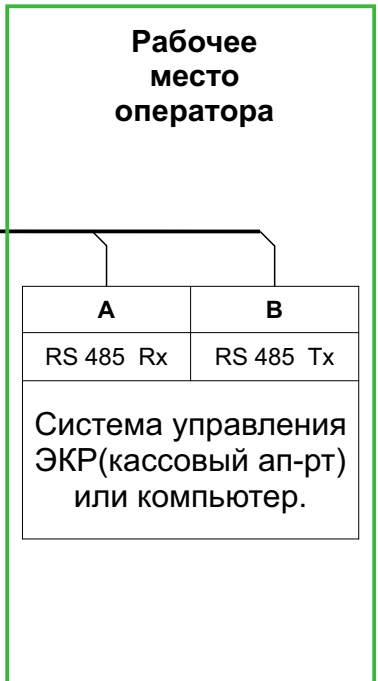 Рабочее
место
оператора
A B
RS 485 Rx RS 485 Tx
Система управления
ЭКР(кассовый ап-рт)
или компьютер.